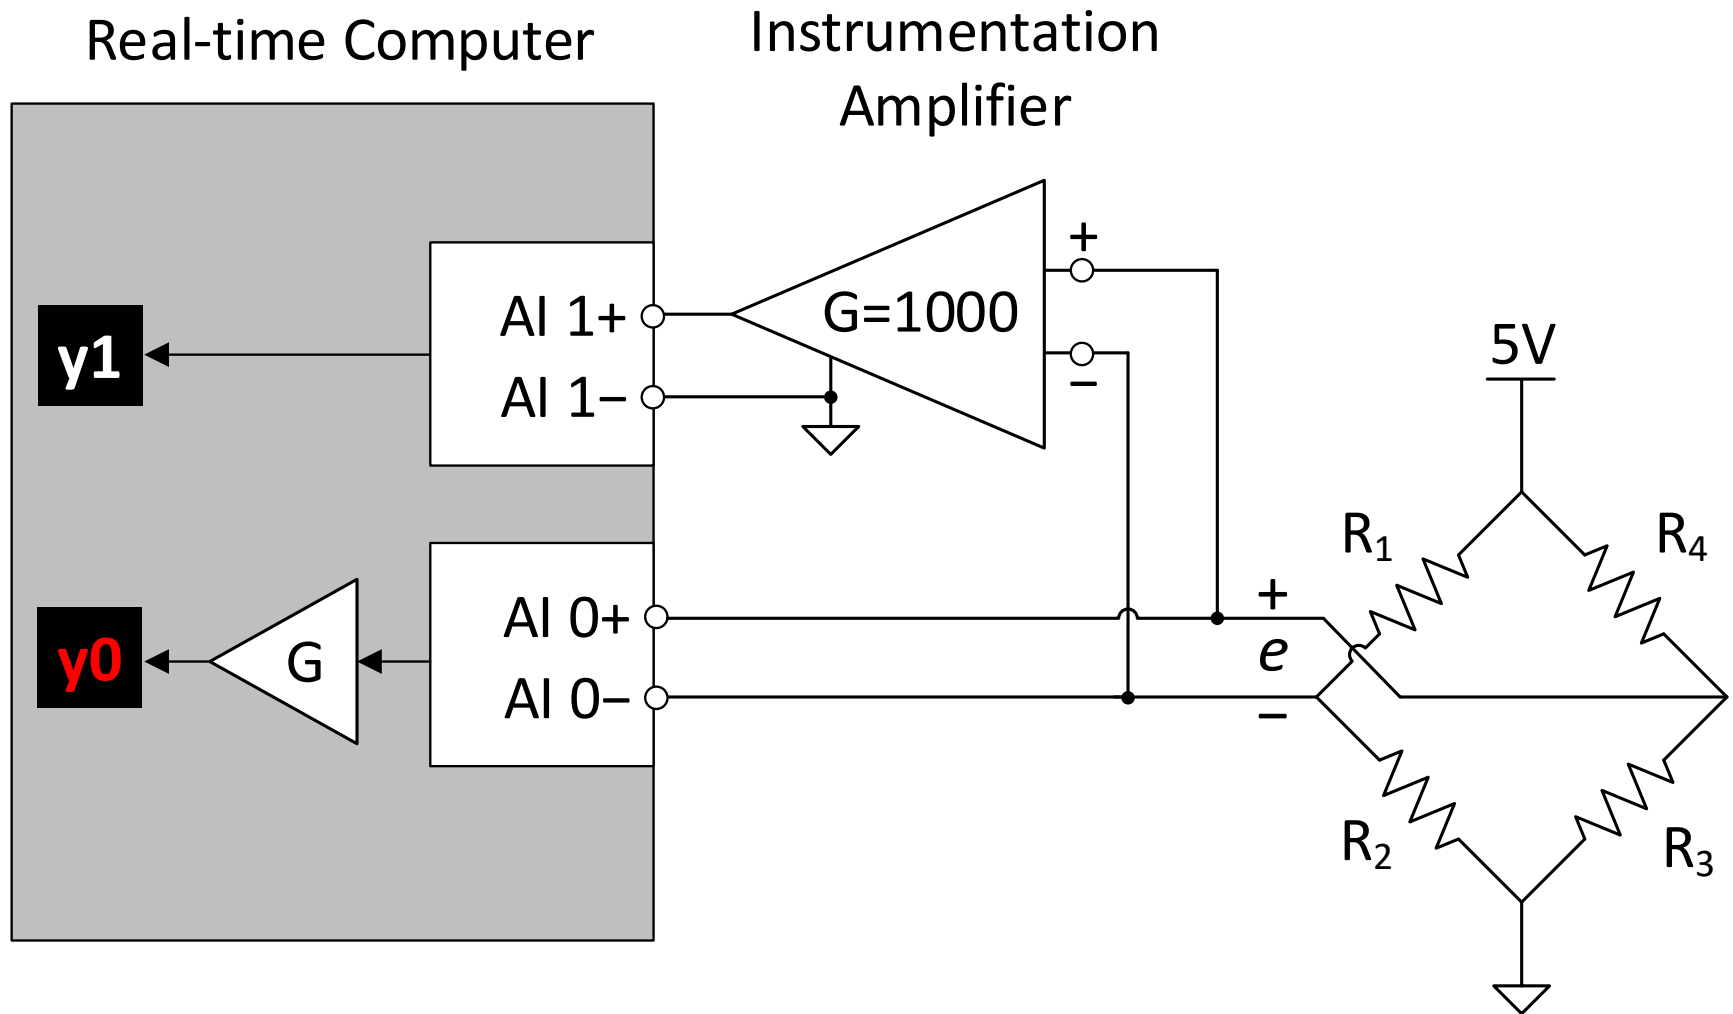 Real-time Computer
Instrumentation
Amplifier
y1
AI 1+
AI 1−
G=1000
+
−
5V
R1
R4
y0
G
AI 0+
AI 0−
+
e
−
R2
R3